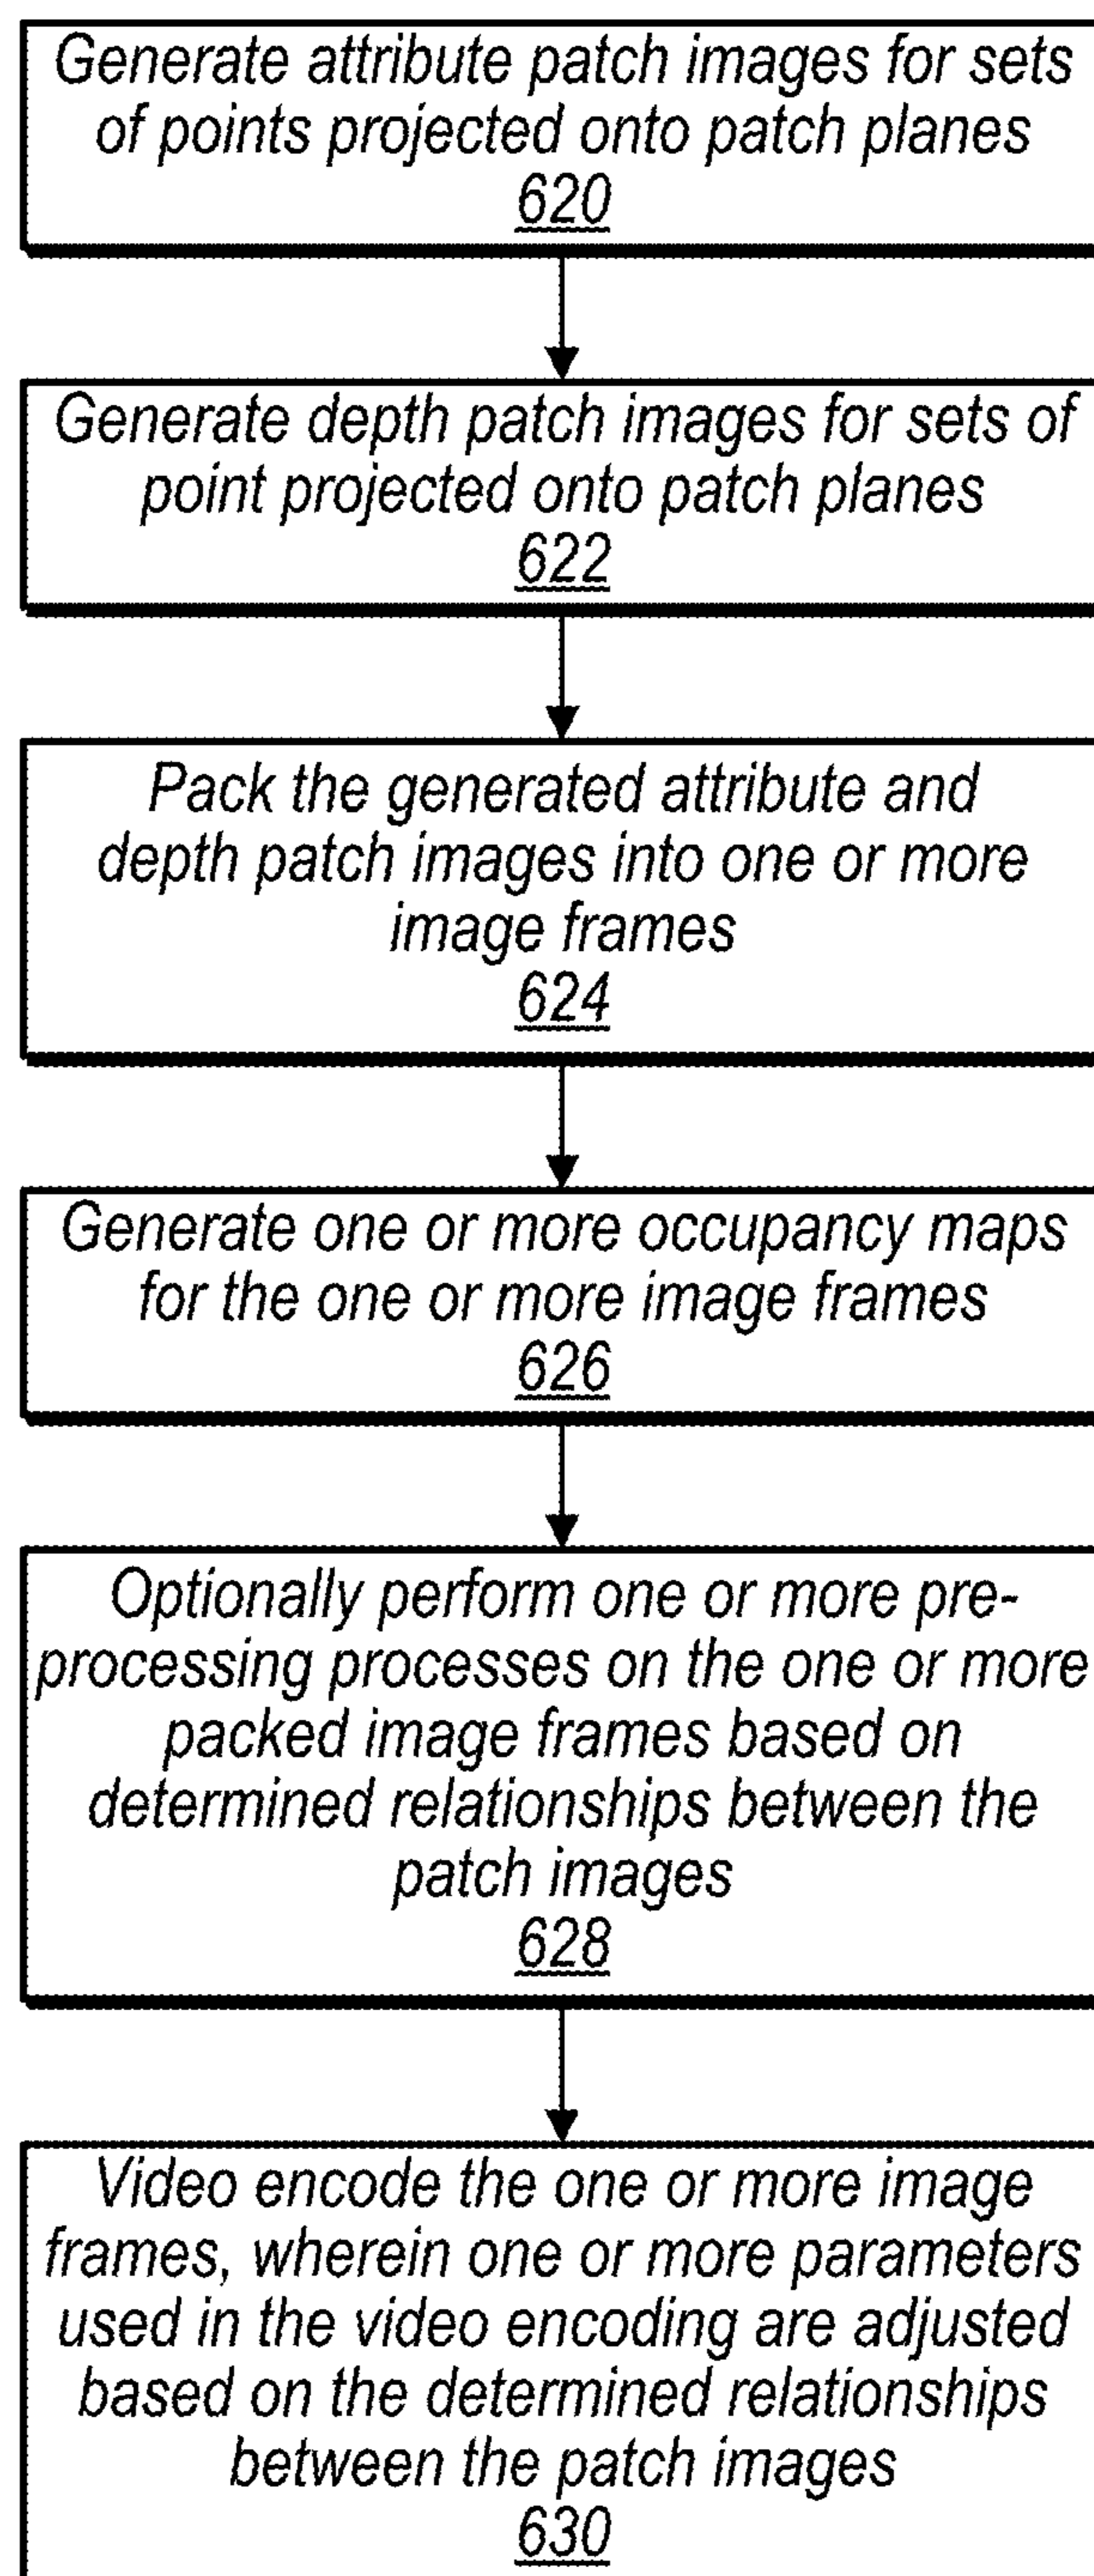 Generate attribute patch images for sets
of points projected onto patch planes
620
Generate depth patch images for sets of
point projected onto patch planes
622
Pack the generated attribute and
depth patch images into one or more
image frames
624
Generate one or more occupancy maps
for the one or more image frames
626
Optionally perform one or more pre-
processing processes on the one or more
packed image frames based on
determined relationships between the
patch images
628
Video encode the one or more image
frames, wherein one or more parameters
used in the video encoding are adjusted
based on the determined relationships
between the patch images
630